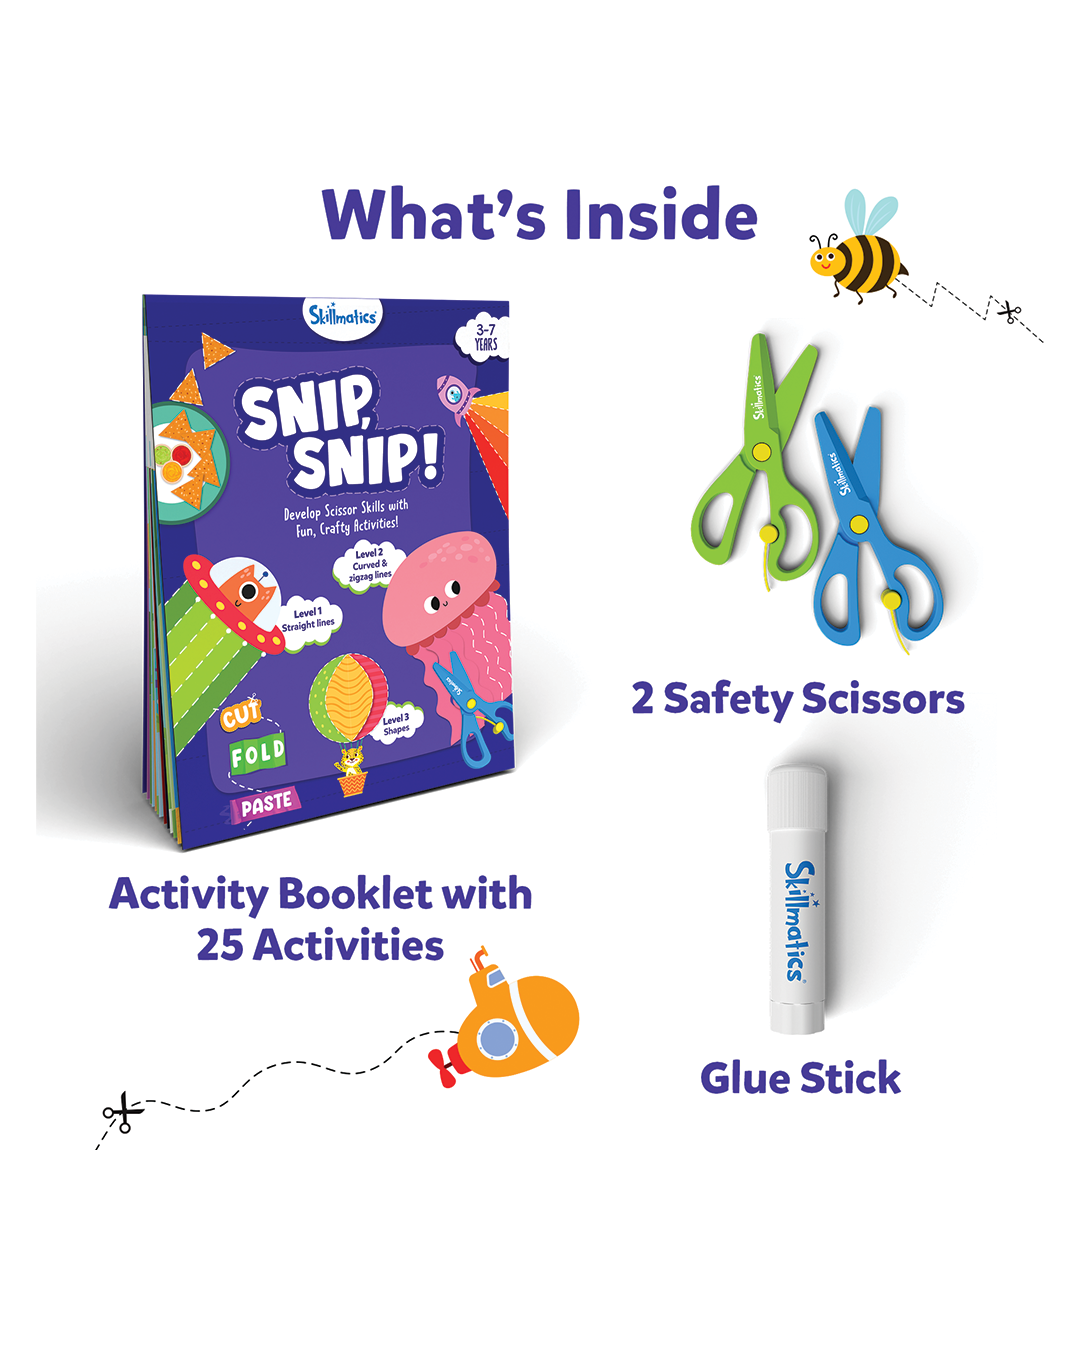 What's Inside
Skillmatics
3-7
YEARS
SNIP,
SNIP!
Develop Scissor Skills with
Fun, Crafty Activities!
Level 2
Curved &
zigzag lines
Level 1
Straight lines
Level 3
Shapes
CUT
FOLD
PASTE
Skillmatics
Skillmatics
Skillmatics
2 Safety Scissors
Activity Booklet with
25 Activities
Skillmatics
Glue Stick